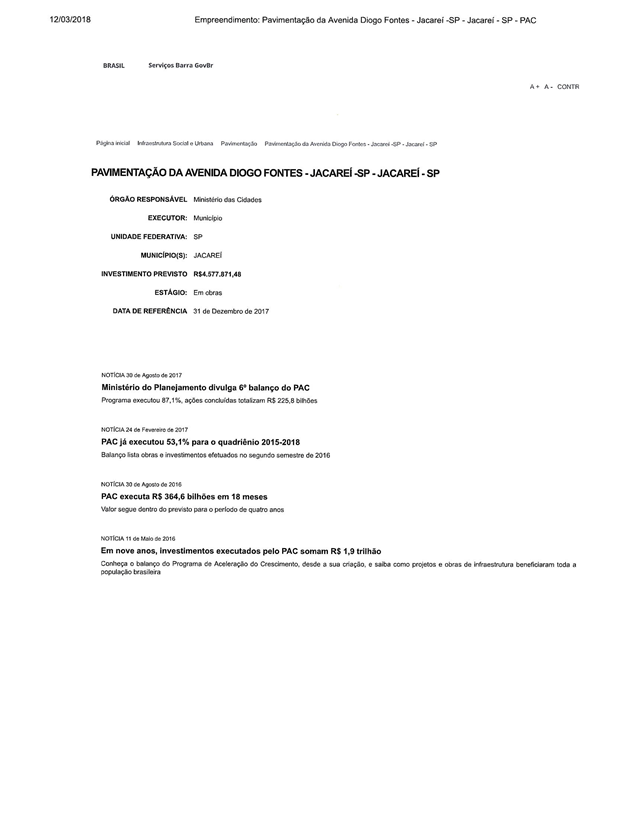 12/03/2018 Empreendimento: Pavimentação da Avenida Diogo Fontes - Jacareí -SP - Jacareí - SP - PAC
BRASIL Serviços Barra GovBr
A+ A- CONTR
Página inicial Infraestrutura Social e Urbana Pavimentação Pavimentação da Avenida Diogo Fontes - Jacareí -SP - Jacareí - SP
PAVIMENTAÇÃO DA AVENIDA DIOGO FONTES - JACAREÍ -SP - JACAREÍ - SP
ÓRGÃO RESPONSÁVEL Ministério das Cidades
EXECUTOR: Município
UNIDADE FEDERATIVA: SP
MUNICÍPIO(S): JACAREÍ
INVESTIMENTO PREVISTO R$4.577.871,48
ESTÁGIO: Em obras
DATA DE REFERÊNCIA 31 de Dezembro de 2017
NOTÍCIA 30 de Agosto de 2017
Ministério do Planejamento divulga 6º balanço do PAC
Programa executou 87,1%, ações concluídas totalizam R$ 225,8 bilhões
NOTÍCIA 24 de Fevereiro de 2017
PAC já executou 53,1% para o quadriênio 2015-2018
Balanço lista obras e investimentos efetuados no segundo semestre de 2016
NOTÍCIA 30 de Agosto de 2016
PAC executa R$ 364,6 bilhões em 18 meses
Valor segue dentro do previsto para o período de quatro anos
NOTÍCIA 11 de Maio de 2016
Em nove anos, investimentos executados pelo PAC somam R$ 1,9 trilhão
Conheça o balanço do Programa de Aceleração do Crescimento, desde a sua criação, e saiba como projetos e obras de infraestrutura beneficiaram toda a
população brasileira